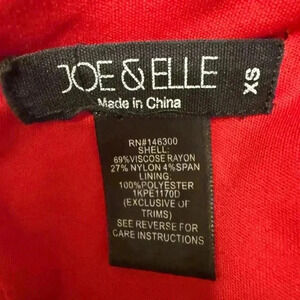 JOE & ELLE
Made in China
XS
RN#146300
SHELL:
69%VISCOSE RAYON
27% NYLON 4%SPAN
LINING.
100%POLYESTER
1KPE1170D
(EXCLUSIVE OF
TRIMS)
SEE REVERSE FOR
CARE INSTRUCTIONS